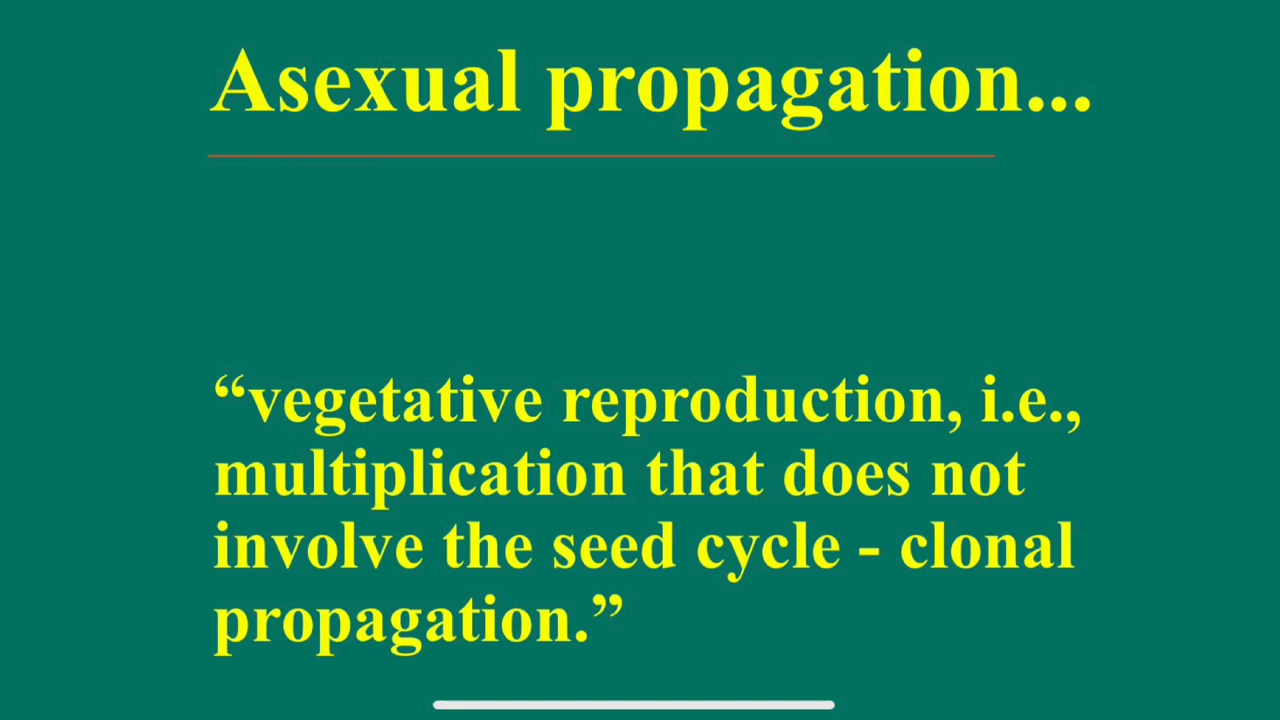 Asexual propagation...
“vegetative reproduction, i.e.,
multiplication that does not
involve the seed cycle - clonal
propagation.”